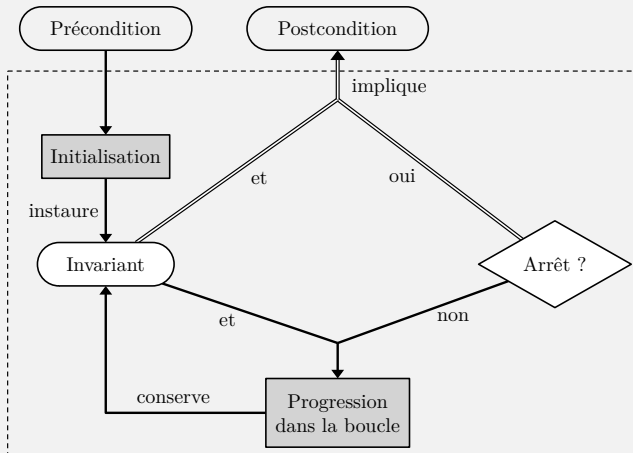 Précondition
Postcondition
implique
Initialisation
et
oui
instaure
Invariant
Arrêt ?
et
non
conserve
Progression
dans la boucle